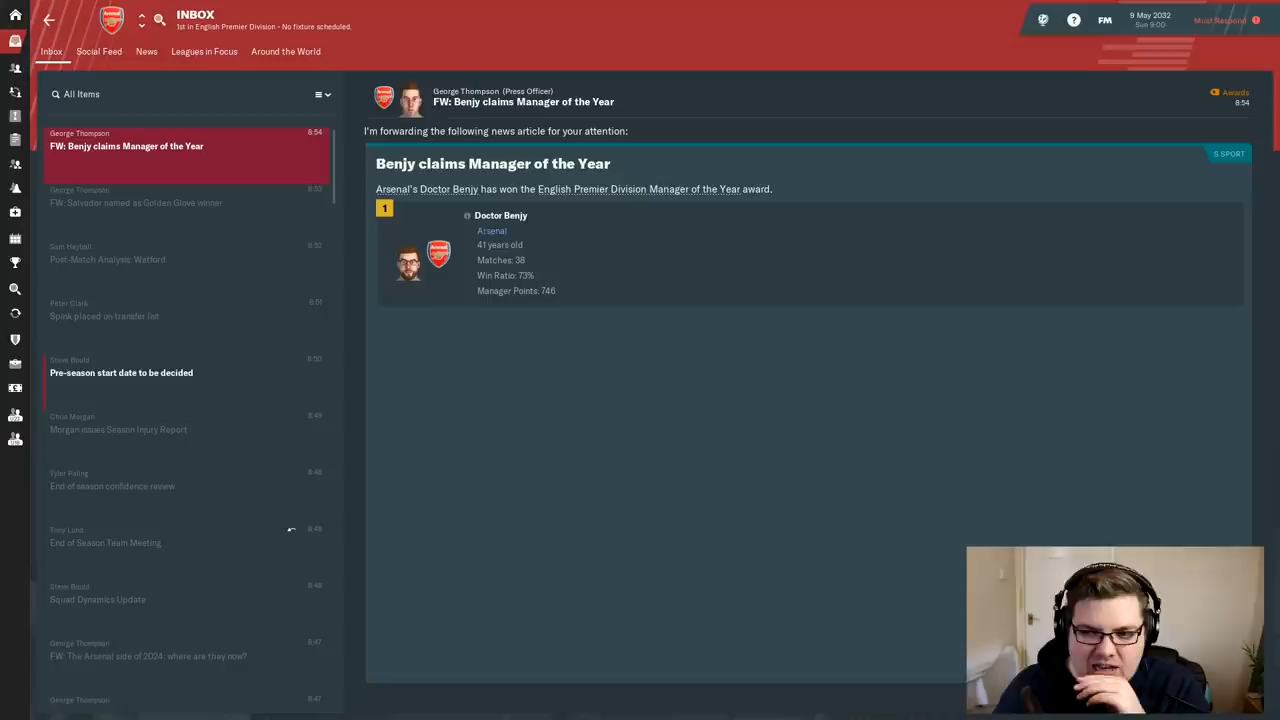 INBOX
1st in English Premier Division - No fixture scheduled.
FM
9 May 2032
Sun 9:00
Must Respond
Inbox
Social Feed
News
Leagues in Focus
Around the World
All Items
George Thompson
8:54
FW: Benjy claims Manager of the Year
George Thompson
8:53
FW: Salvador named as Golden Glove winner
Sam Hayball
8:52
Post-Match Analysis: Watford
Peter Clark
8:51
Spink placed on transfer list
Steve Bould
8:50
Pre-season start date to be decided
Chris Morgan
8:49
Morgan issues Season Injury Report
Tyler Paling
8:48
End of season confidence review
Tony Lund
8:48
End of Season Team Meeting
Steve Bould
8:48
Squad Dynamics Update
George Thompson
8:47
FW: The Arsenal side of 2024: where are they now?
George Thompson
8:47
George Thompson (Press Officer)
FW: Benjy claims Manager of the Year
Awards
8:54
I'm forwarding the following news article for your attention:
Benjy claims Manager of the Year
S.SPORT
Arsenal's Doctor Benjy has won the English Premier Division Manager of the Year award.
1
Doctor Benjy
Arsenal
41 years old
Matches: 38
Win Ratio: 73%
Manager Points: 746